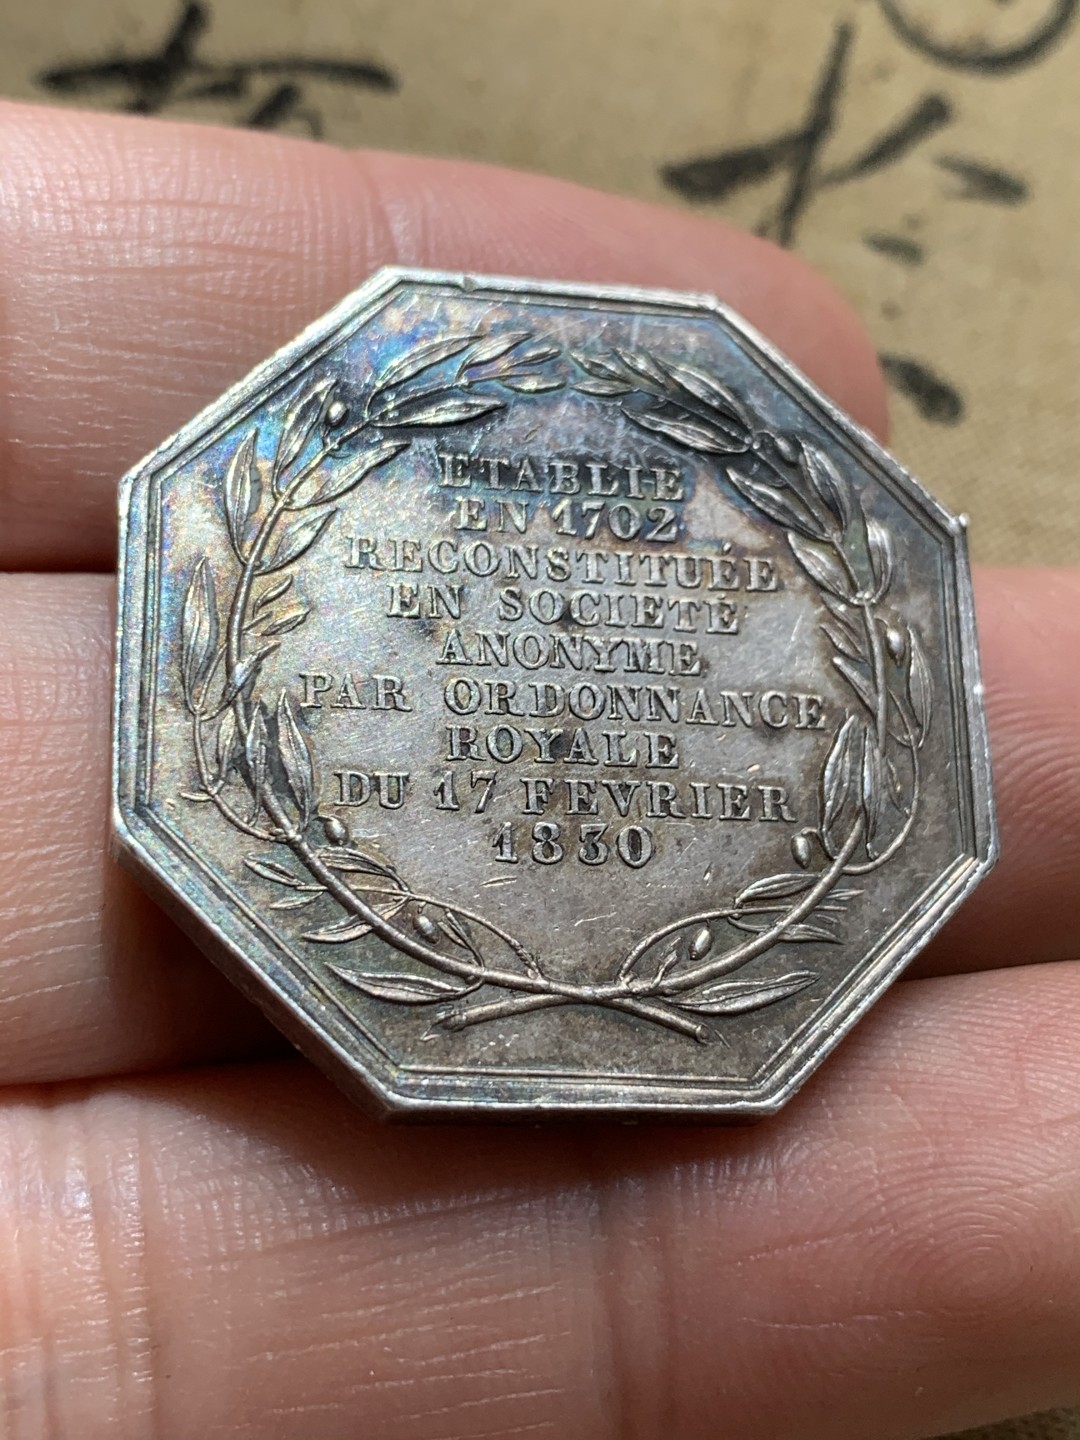 ETABLIE
EN 1702
RECONSTITUÉE
EN SOCIETÉ
ANONYME
PAR ORDONNANCE
ROYALE
DU 17 FEVRIER
1830